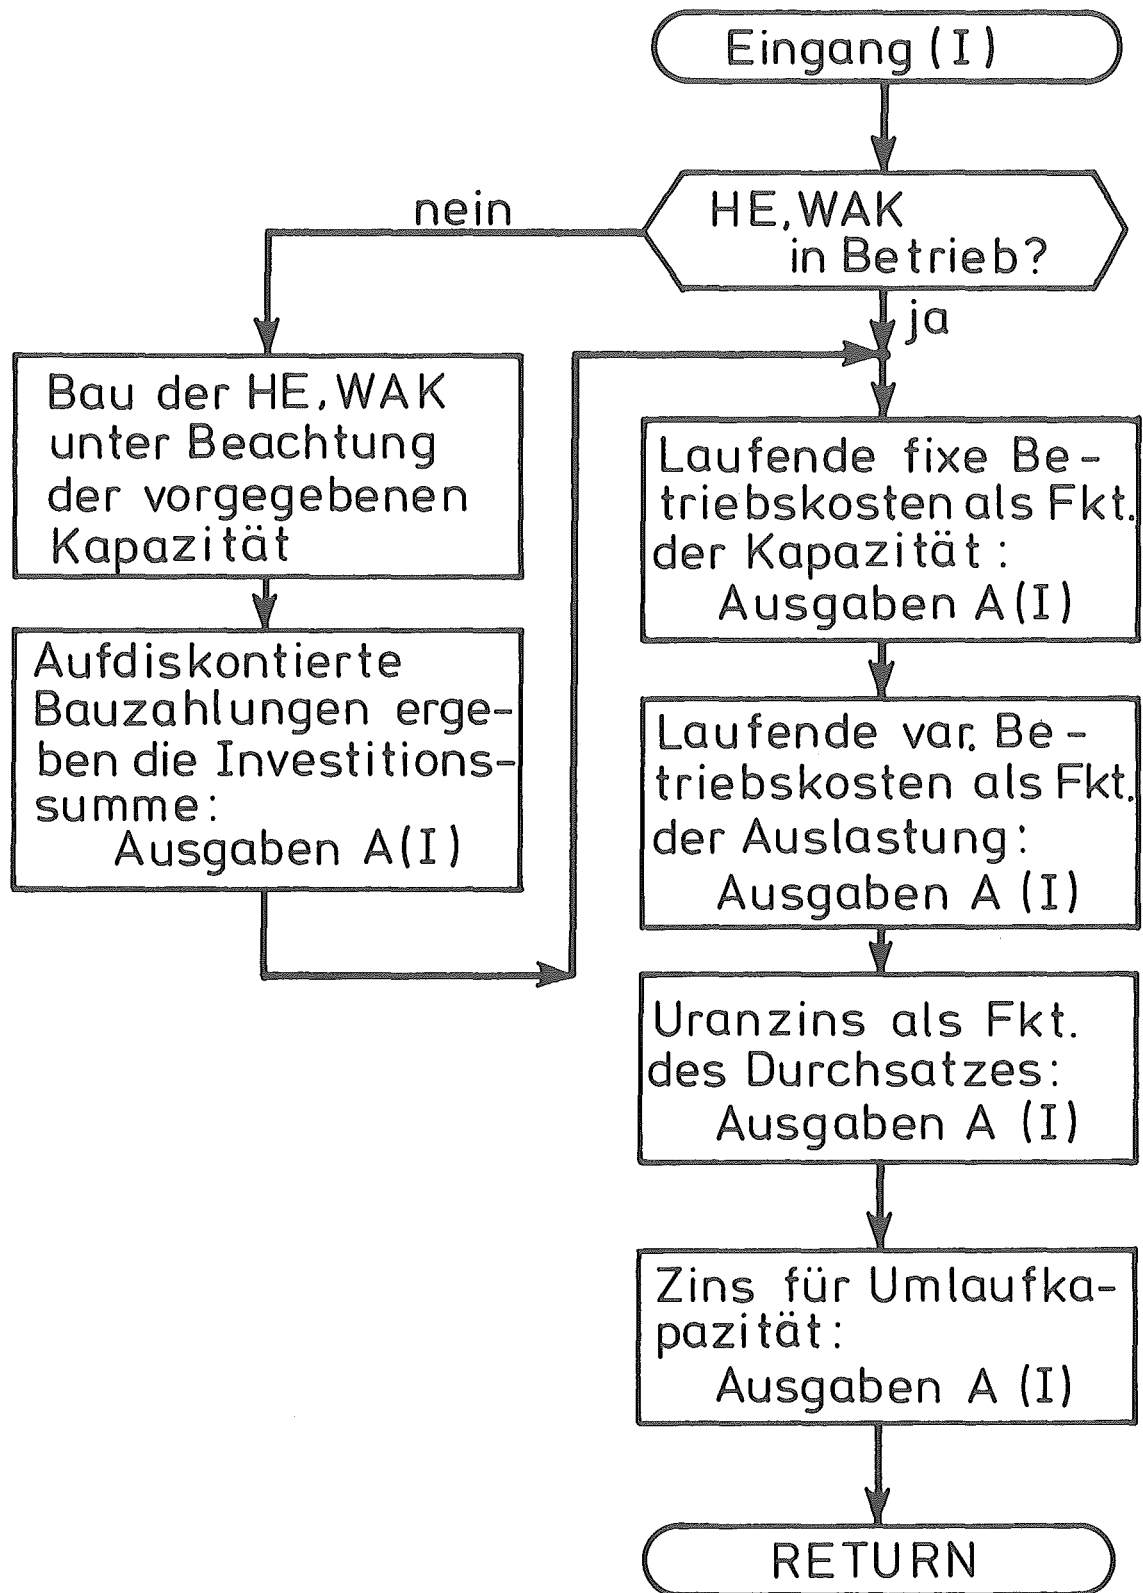 Eingang (I)
HE, WAK
in Betrieb?
nein
ja
Bau der HE, WAK
unter Beachtung
der vorgegebenen
Kapazität
Aufdiskontierte
Bauzahlungen erge-
ben die Investitions-
summe:
Ausgaben A(I)
Laufende fixe Be-
triebskosten als Fkt.
der Kapazität:
Ausgaben A(I)
Laufende var. Be-
triebskosten als Fkt.
der Auslastung:
Ausgaben A (I)
Uranzins als Fkt.
des Durchsatzes:
Ausgaben A (I)
Zins für Umlaufka-
pazität:
Ausgaben A (I)
RETURN